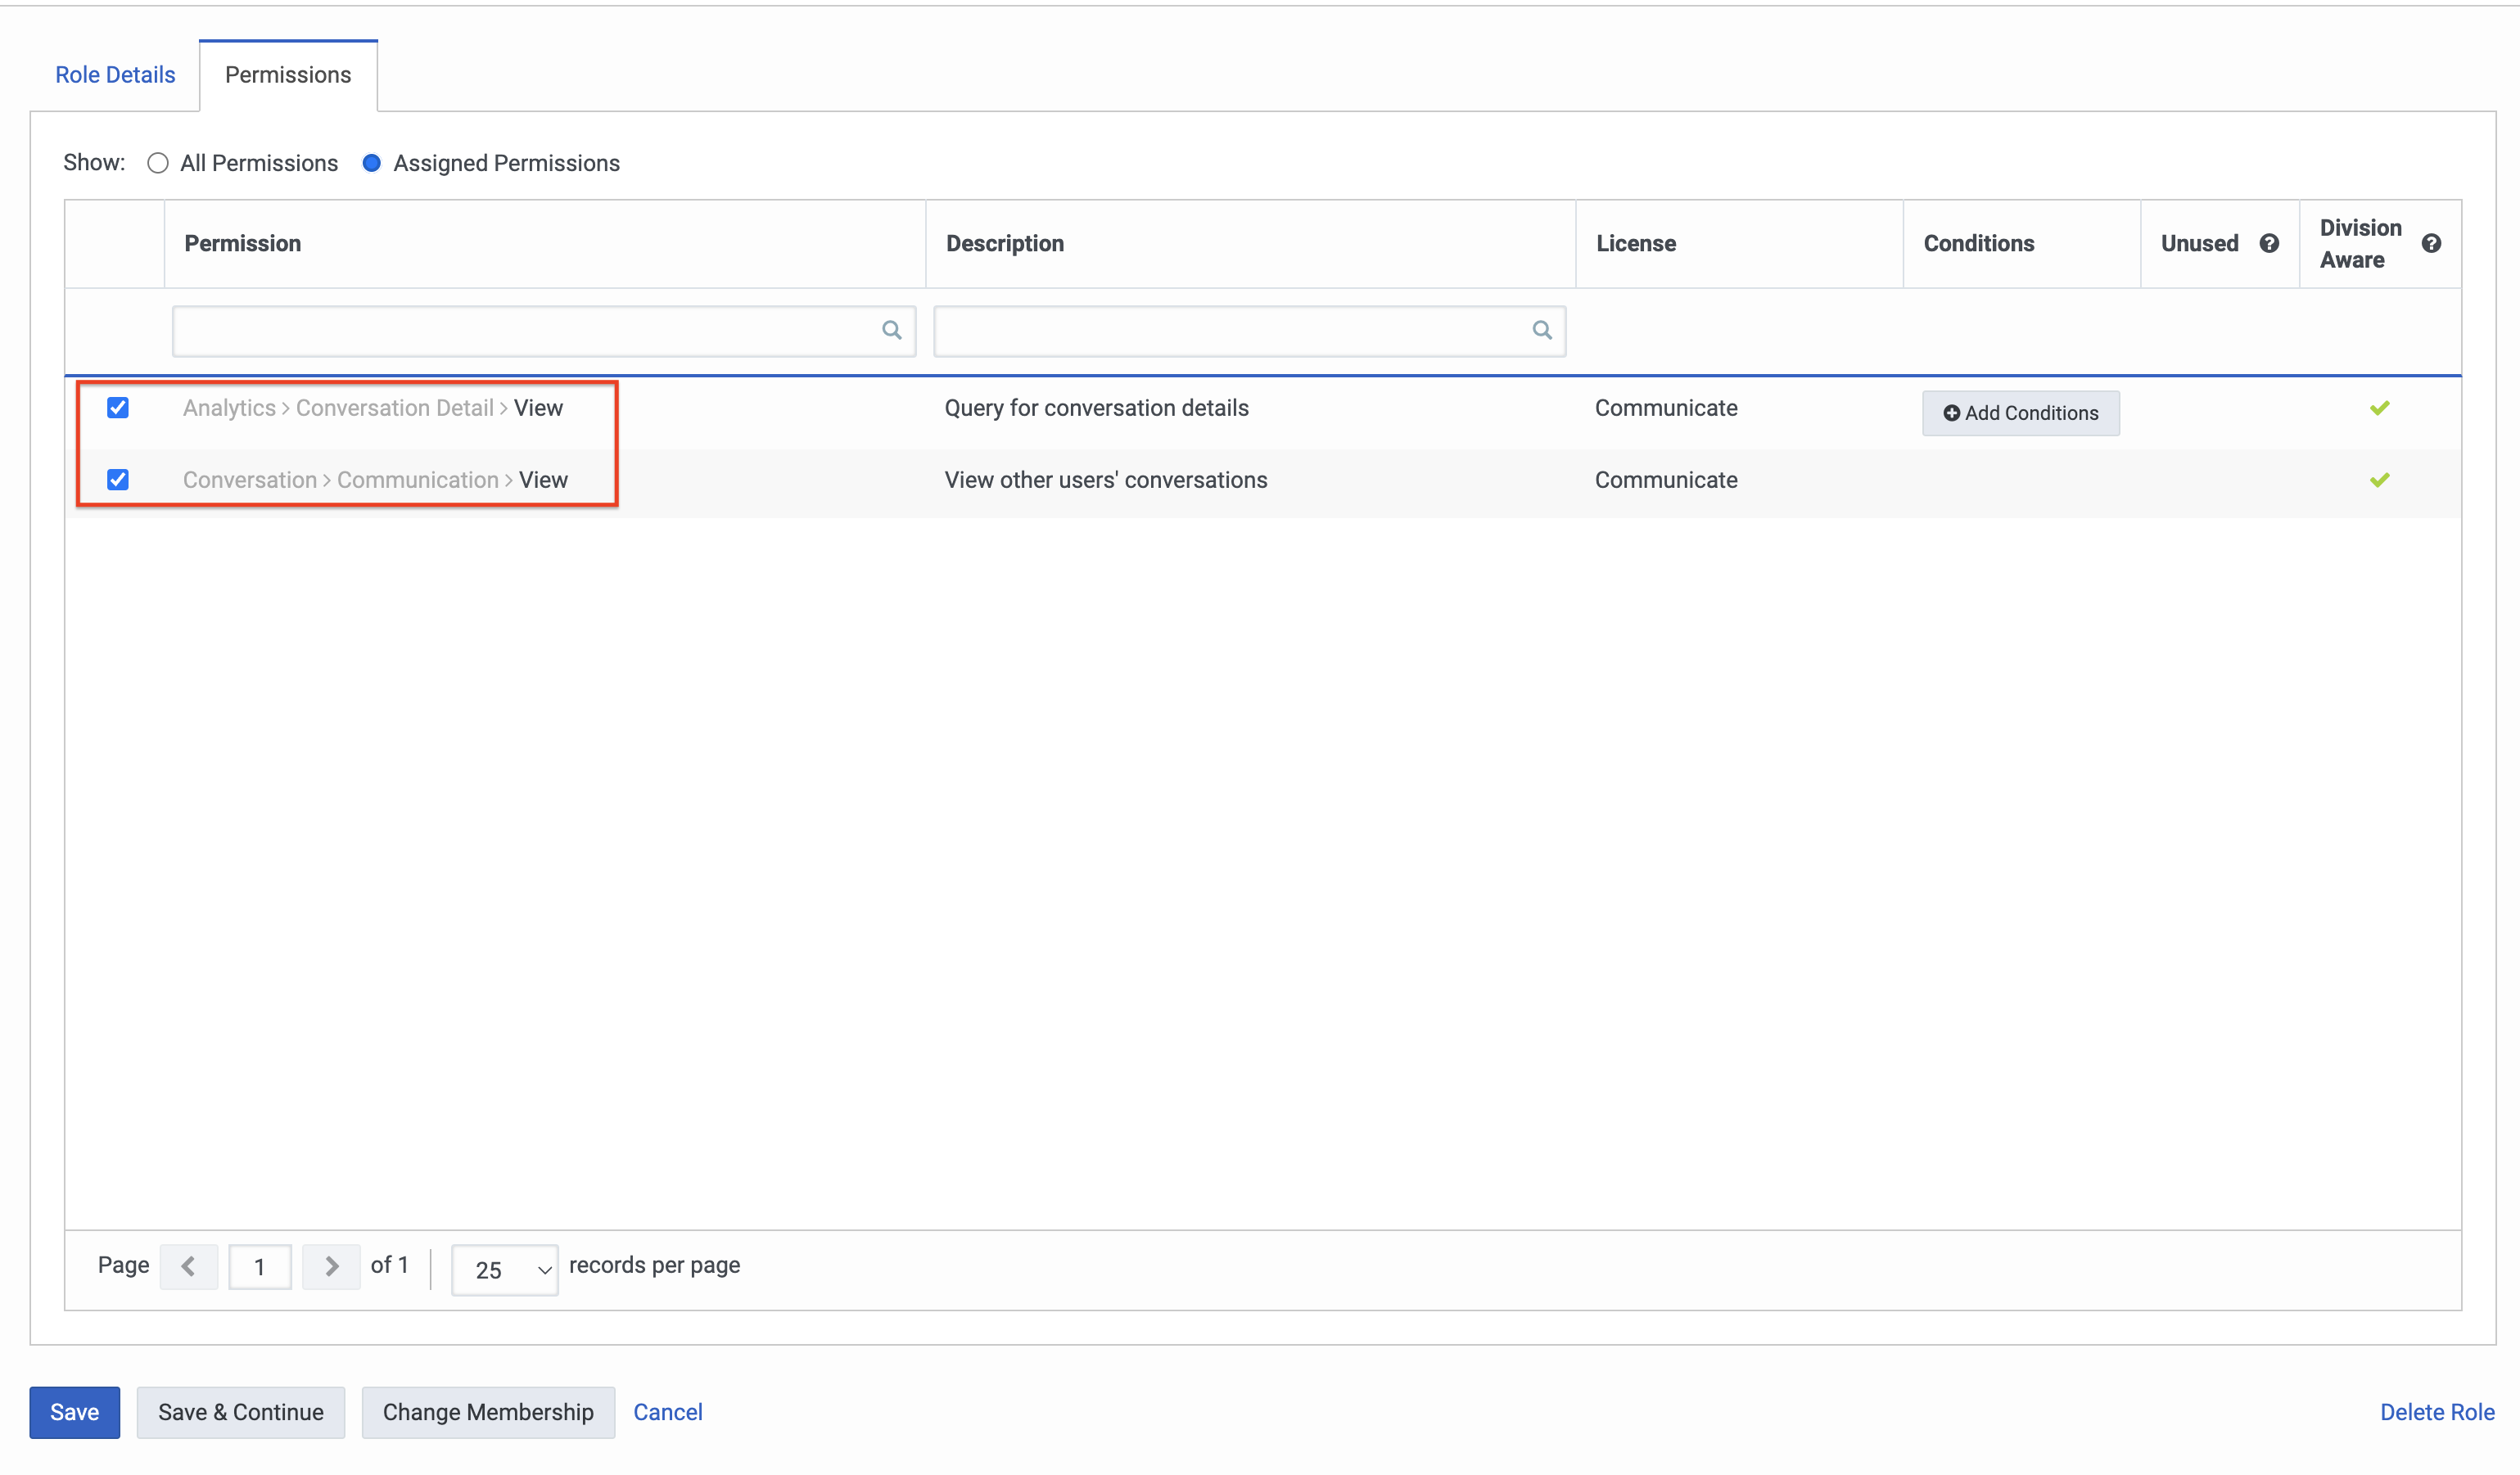 Role Details
Permissions
Show: All Permissions Assigned Permissions
Permission Description License Conditions Unused Division Aware
Analytics > Conversation Detail > View Query for conversation details Communicate Add Conditions
Conversation > Communication > View View other users' conversations Communicate
Page 1 of 1 25 records per page
Save Save & Continue Change Membership Cancel Delete Role